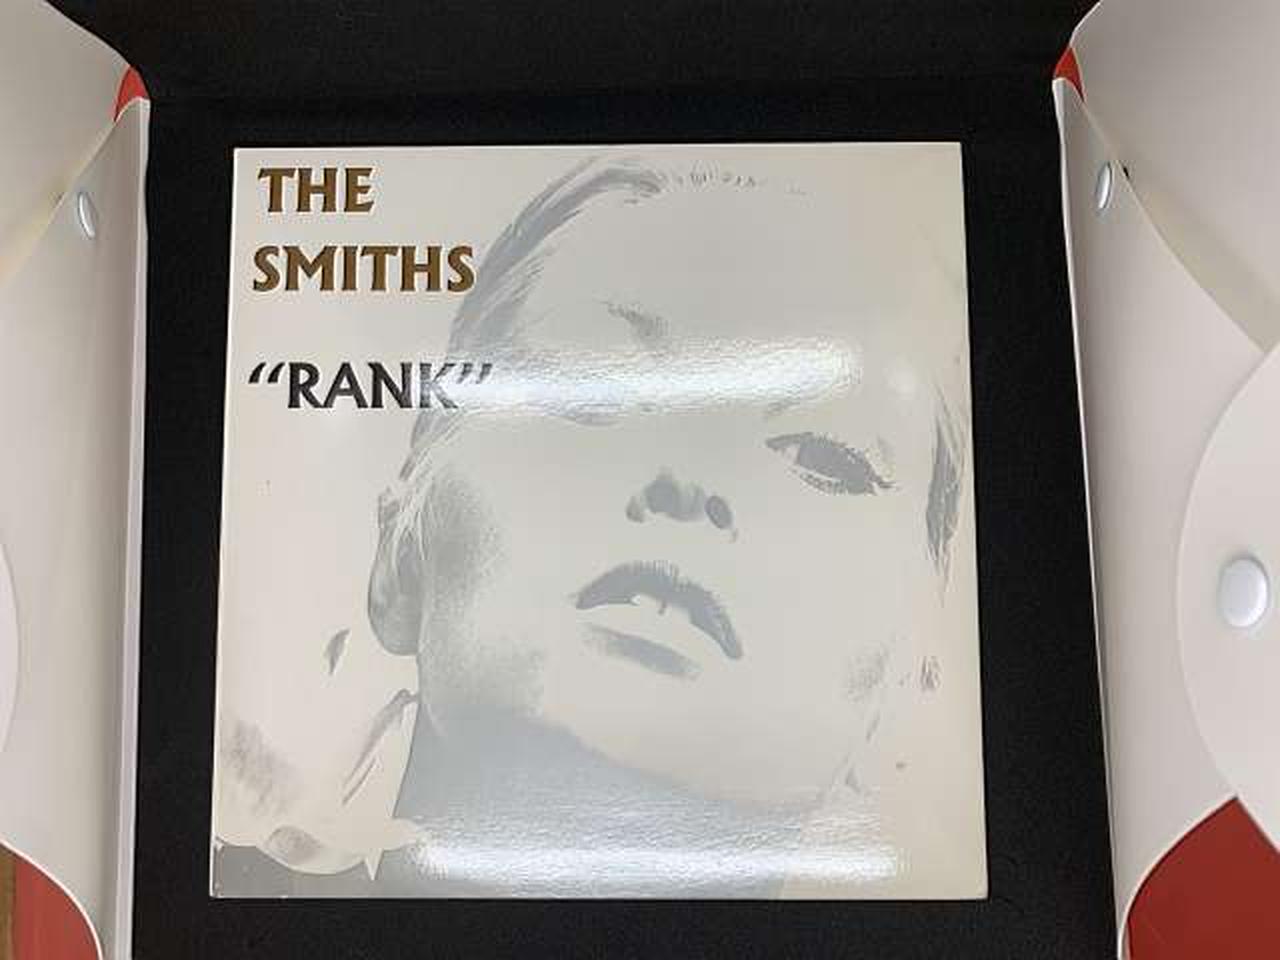 THE
SMITHS
“RANK”